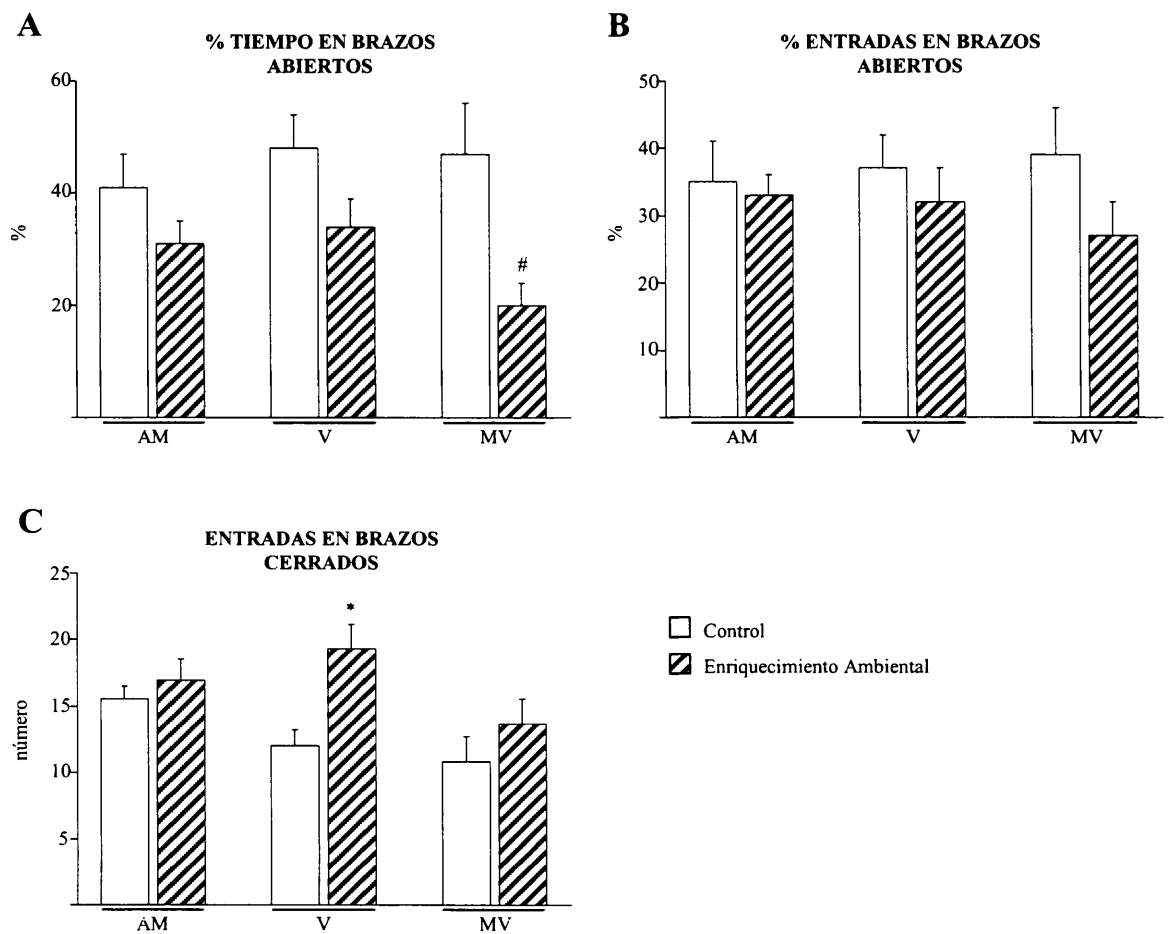 A
% TIEMPO EN BRAZOS
ABIERTOS
60
40
20
%
#
AM
V
MV
B
% ENTRADAS EN BRAZOS
ABIERTOS
50
40
30
20
10
%
AM
V
MV
C
ENTRADAS EN BRAZOS
CERRADOS
25
20
15
10
5
número
*
AM
V
MV
Control
Enriquecimiento Ambiental